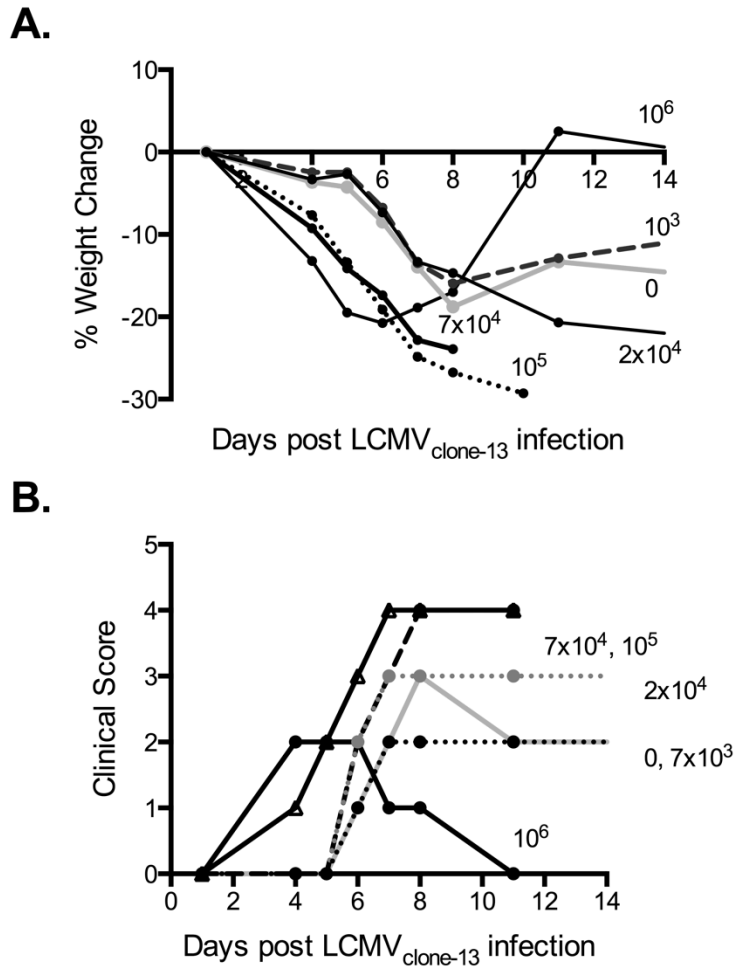 A.
10
0
-10
-20
-30
% Weight Change
2 4 6 8 10 12 14
10⁶
10³
0
7x10⁴
2x10⁴
10⁵
Days post LCMVclone-13 infection
B.
5
4
3
2
1
0
Clinical Score
7x10⁴, 10⁵
2x10⁴
0, 7x10³
10⁶
0 2 4 6 8 10 12 14
Days post LCMVclone-13 infection